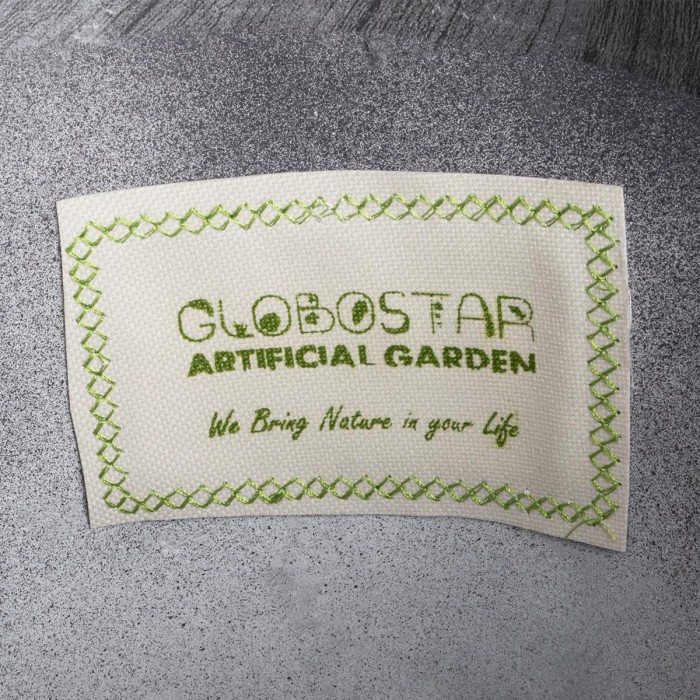 GLOBOSTAR
ARTIFICIAL GARDEN
We Bring Nature in your Life